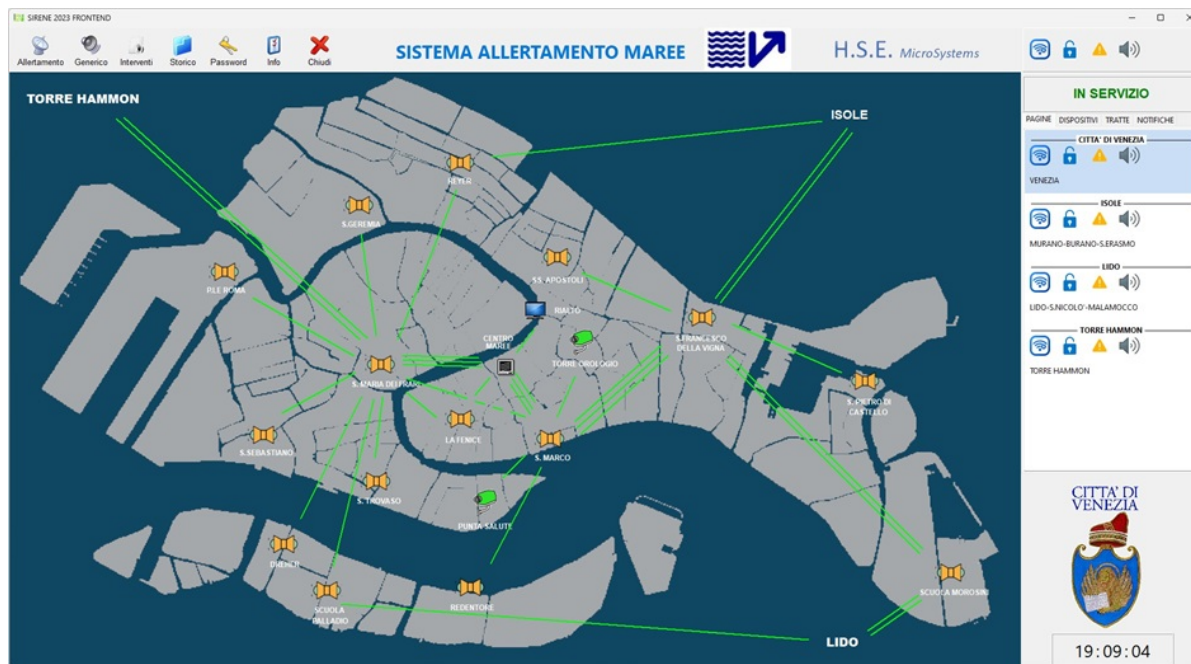 SIRENE 2023 FRONTEND
Allertamento Generico Interventi Storico Password Info Chiudi
SISTEMA ALLERTAMENTO MAREE
H.S.E. MicroSystems
IN SERVIZIO
PAGINE DISPOSITIVI TRATTE NOTIFICHE
CITTA' DI VENEZIA
VENEZIA
ISOLE
MURANO-BURANO-S.ERASMO
LIDO
LIDO-S.NICOLO'-MALAMOCCO
TORRE HAMMON
TORRE HAMMON
CITTA' DI
VENEZIA
19:09:04
TORRE HAMMON
ISOLE
REYER
S.GEREMIA
SS. APOSTOLI
P.LE ROMA
RIALTO
CENTRO
MAREE
TORRE OROLOGIO
S.FRANCESCO
DELLA VIGNA
S. MARIA DEI FRARI
S. PIETRO DI
CASTELLO
LA FENICE
S. MARCO
S.SEBASTIANO
S. TROVASO
PUNTA SALUTE
DREHER
SCUOLA
PALLADIO
REDENTORE
SCUOLA MOROSINI
LIDO